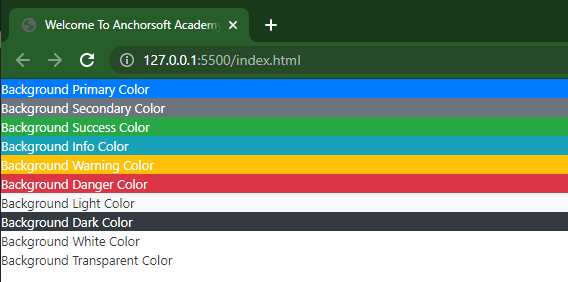 Welcome To Anchorsoft Academy
127.0.0.1:5500/index.html
Background Primary Color
Background Secondary Color
Background Success Color
Background Info Color
Background Warning Color
Background Danger Color
Background Light Color
Background Dark Color
Background White Color
Background Transparent Color